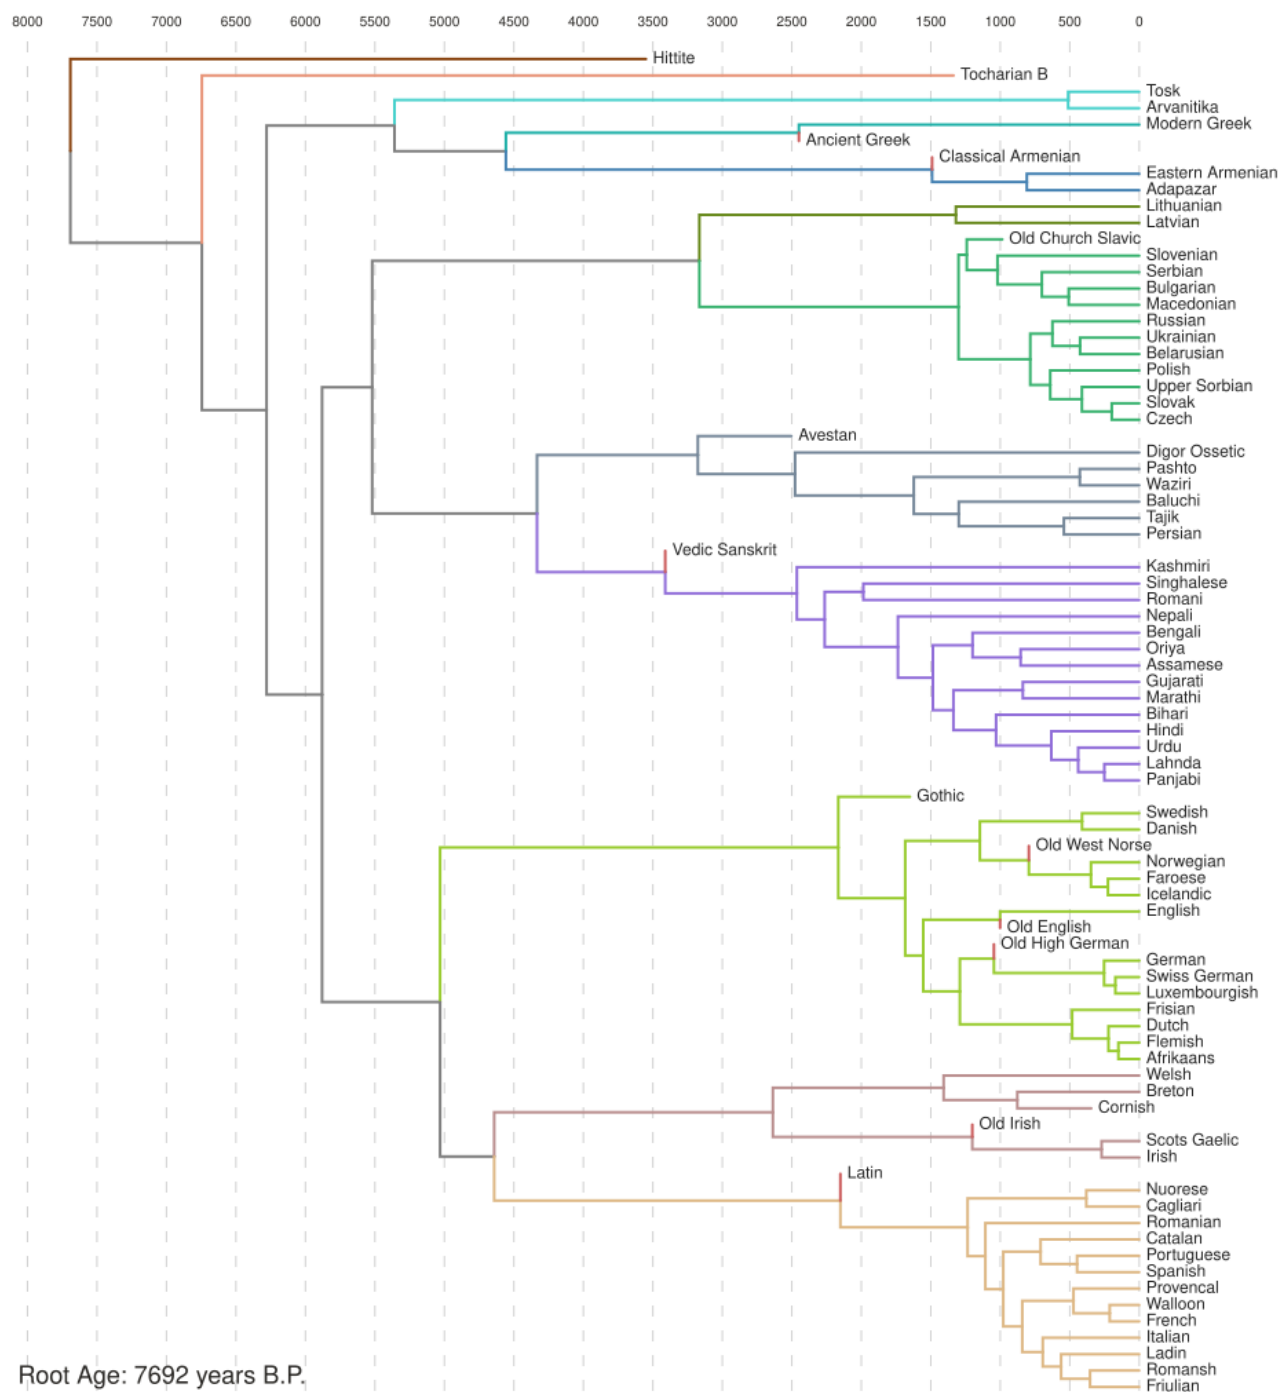 8000 7500 7000 6500 6000 5500 5000 4500 4000 3500 3000 2500 2000 1500 1000 500 0
Hittite
Tocharian B
Tosk
Arvanitika
Modern Greek
Ancient Greek
Classical Armenian
Eastern Armenian
Adapazar
Lithuanian
Latvian
Old Church Slavic
Slovenian
Serbian
Bulgarian
Macedonian
Russian
Ukrainian
Belarusian
Polish
Upper Sorbian
Slovak
Czech
Avestan
Digor Ossetic
Pashto
Waziri
Baluchi
Tajik
Persian
Vedic Sanskrit
Kashmiri
Singhalese
Romani
Nepali
Bengali
Oriya
Assamese
Gujarati
Marathi
Bihari
Hindi
Urdu
Lahnda
Panjabi
Gothic
Swedish
Danish
Old West Norse
Norwegian
Faroese
Icelandic
English
Old English
Old High German
German
Swiss German
Luxembourgish
Frisian
Dutch
Flemish
Afrikaans
Welsh
Breton
Cornish
Old Irish
Scots Gaelic
Irish
Latin
Nuorese
Cagliari
Romanian
Catalan
Portuguese
Spanish
Provencal
Walloon
French
Italian
Ladin
Romansh
Friulian
Root Age: 7692 years B.P.